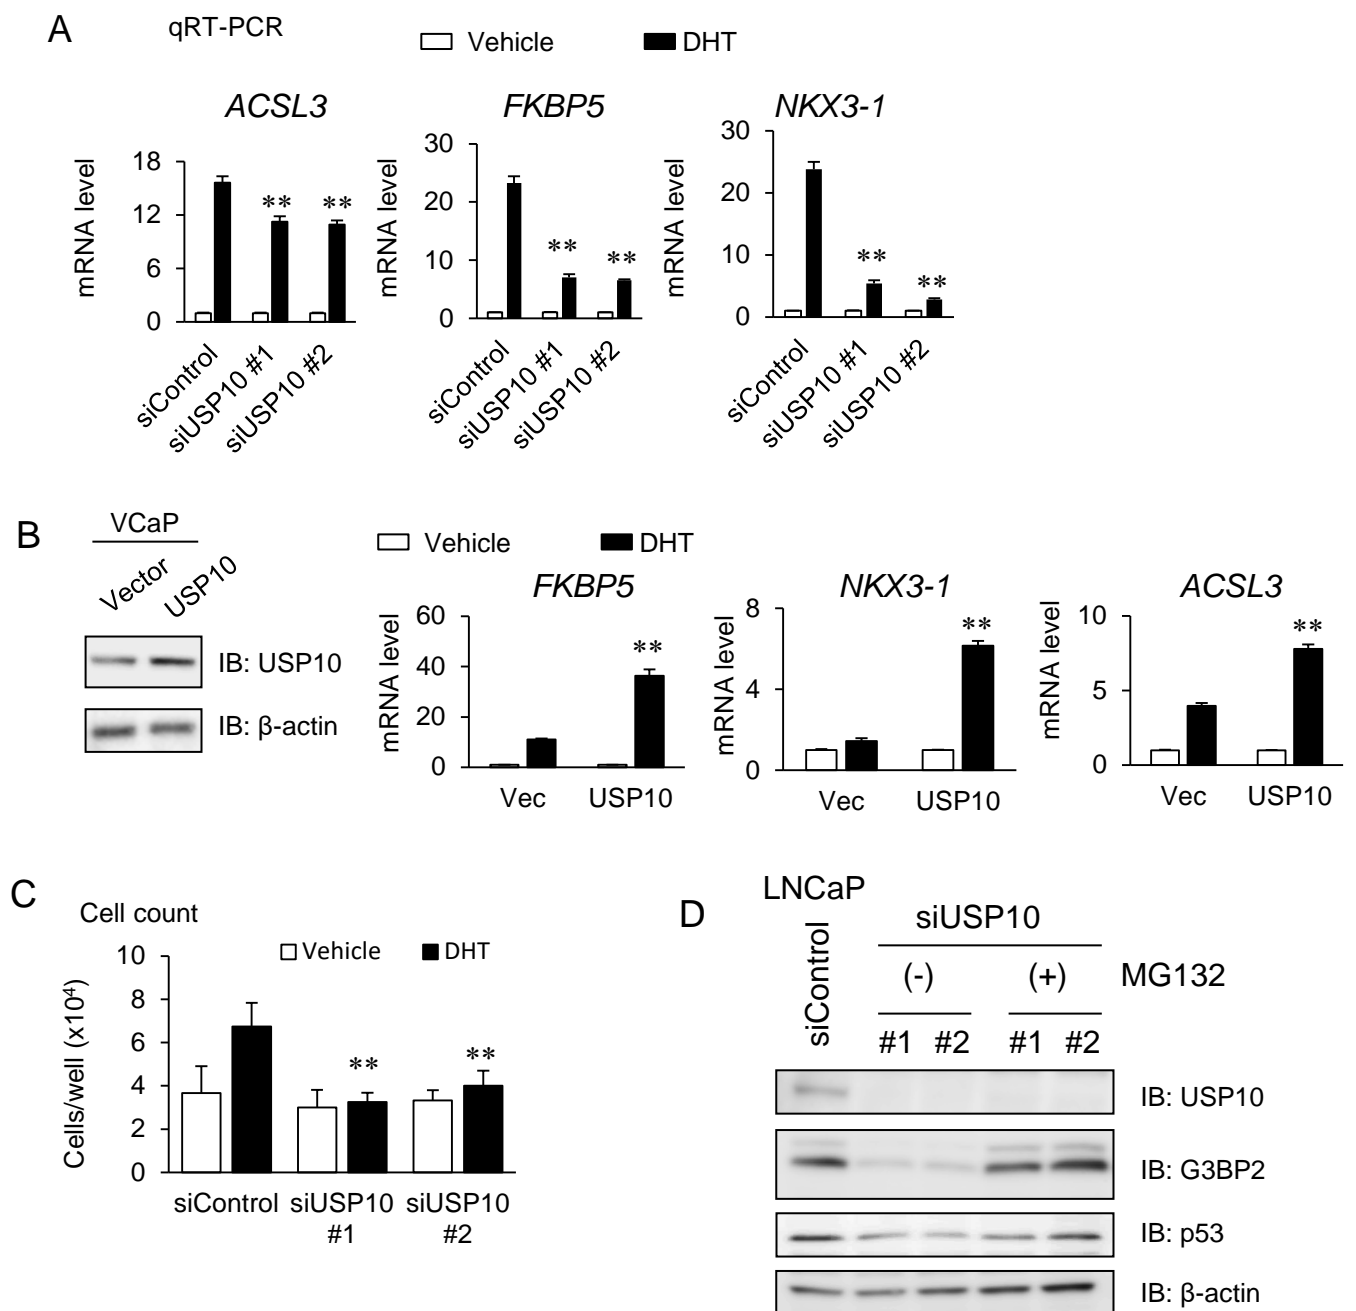 A
qRT-PCR
Vehicle
DHT
ACSL3
mRNA level
18
12
6
0
**
**
siControl
siUSP10 #1
siUSP10 #2
FKBP5
mRNA level
30
20
10
0
**
**
siControl
siUSP10 #1
siUSP10 #2
NKX3-1
mRNA level
30
20
10
0
**
**
siControl
siUSP10 #1
siUSP10 #2
B
VCaP
Vector
USP10
IB: USP10
IB: β-actin
Vehicle
DHT
FKBP5
mRNA level
60
40
20
0
**
Vec
USP10
NKX3-1
mRNA level
8
4
0
**
Vec
USP10
ACSL3
mRNA level
10
5
0
**
Vec
USP10
C
Cell count
Vehicle
DHT
Cells/well (x10⁴)
10
8
6
4
2
0
**
**
siControl
siUSP10 #1
siUSP10 #2
D
LNCaP
siControl
siUSP10
(-)
(+)
MG132
#1
#2
#1
#2
IB: USP10
IB: G3BP2
IB: p53
IB: β-actin